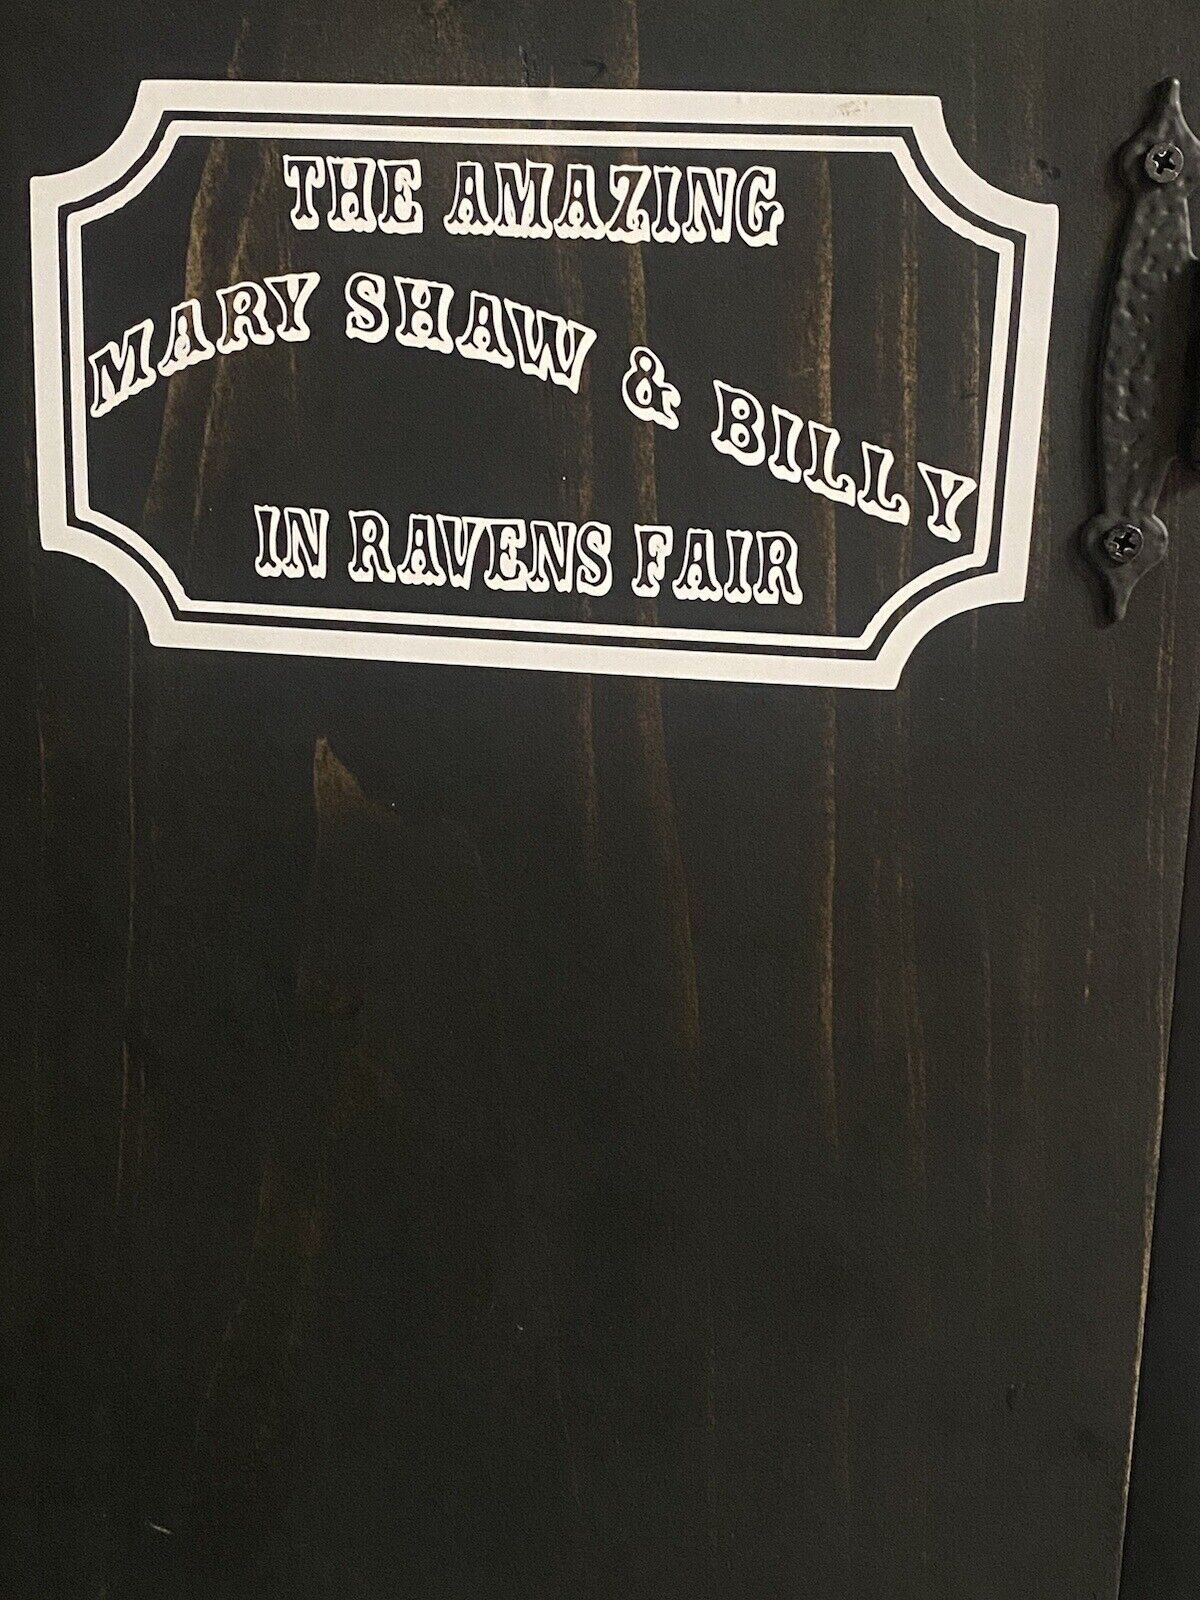 THE AMAZING
MARY SHAW & BILLY
IN RAVENS FAIR